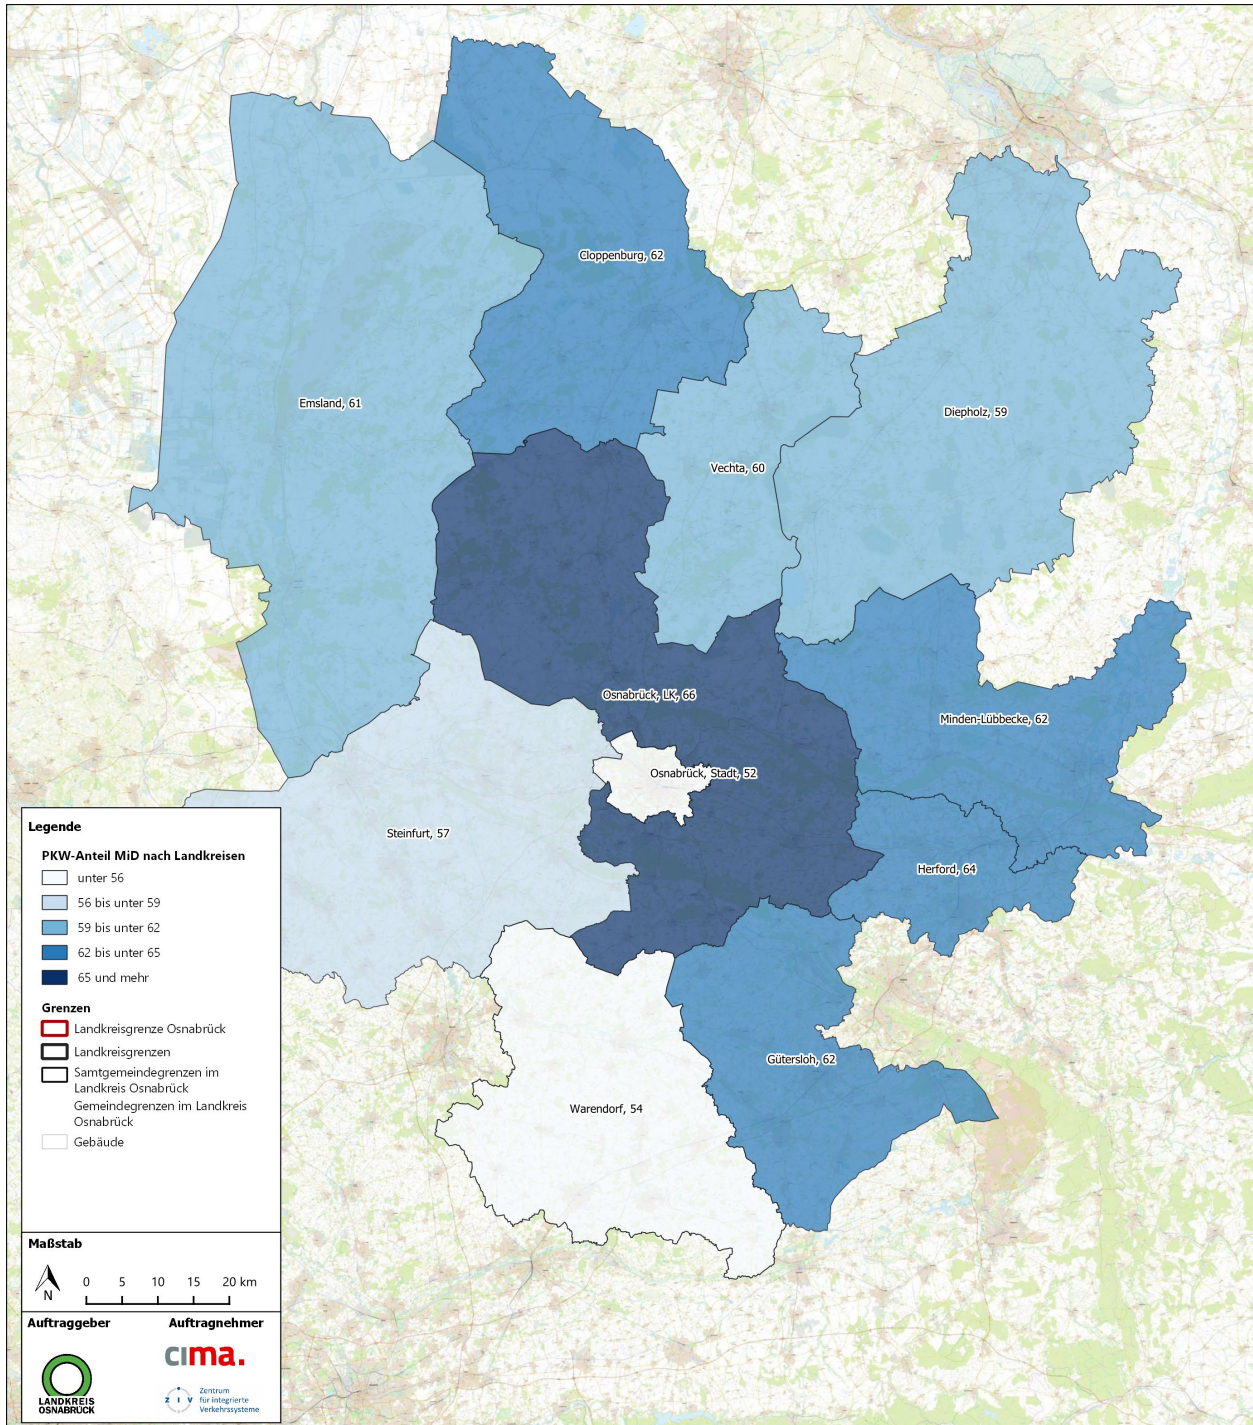 Cloppenburg, 62
Emsland, 61
Diepholz, 59
Vechta, 60
Osnabrück, LK, 66
Minden-Lübbecke, 62
Osnabrück, Stadt, 52
Steinfurt, 57
Herford, 64
Gütersloh, 62
Warendorf, 54
Legende
PKW-Anteil MiD nach Landkreisen
unter 56
56 bis unter 59
59 bis unter 62
62 bis unter 65
65 und mehr
Grenzen
Landkreisgrenze Osnabrück
Landkreisgrenzen
Samtgemeindegrenzen im
Landkreis Osnabrück
Gemeindegrenzen im Landkreis
Osnabrück
Gebäude
Maßstab
N
0 5 10 15 20 km
Auftraggeber Auftragnehmer
LANDKREIS
OSNABRÜCK
cıma.
ziv
Zentrum
für integrierte
Verkehrssysteme